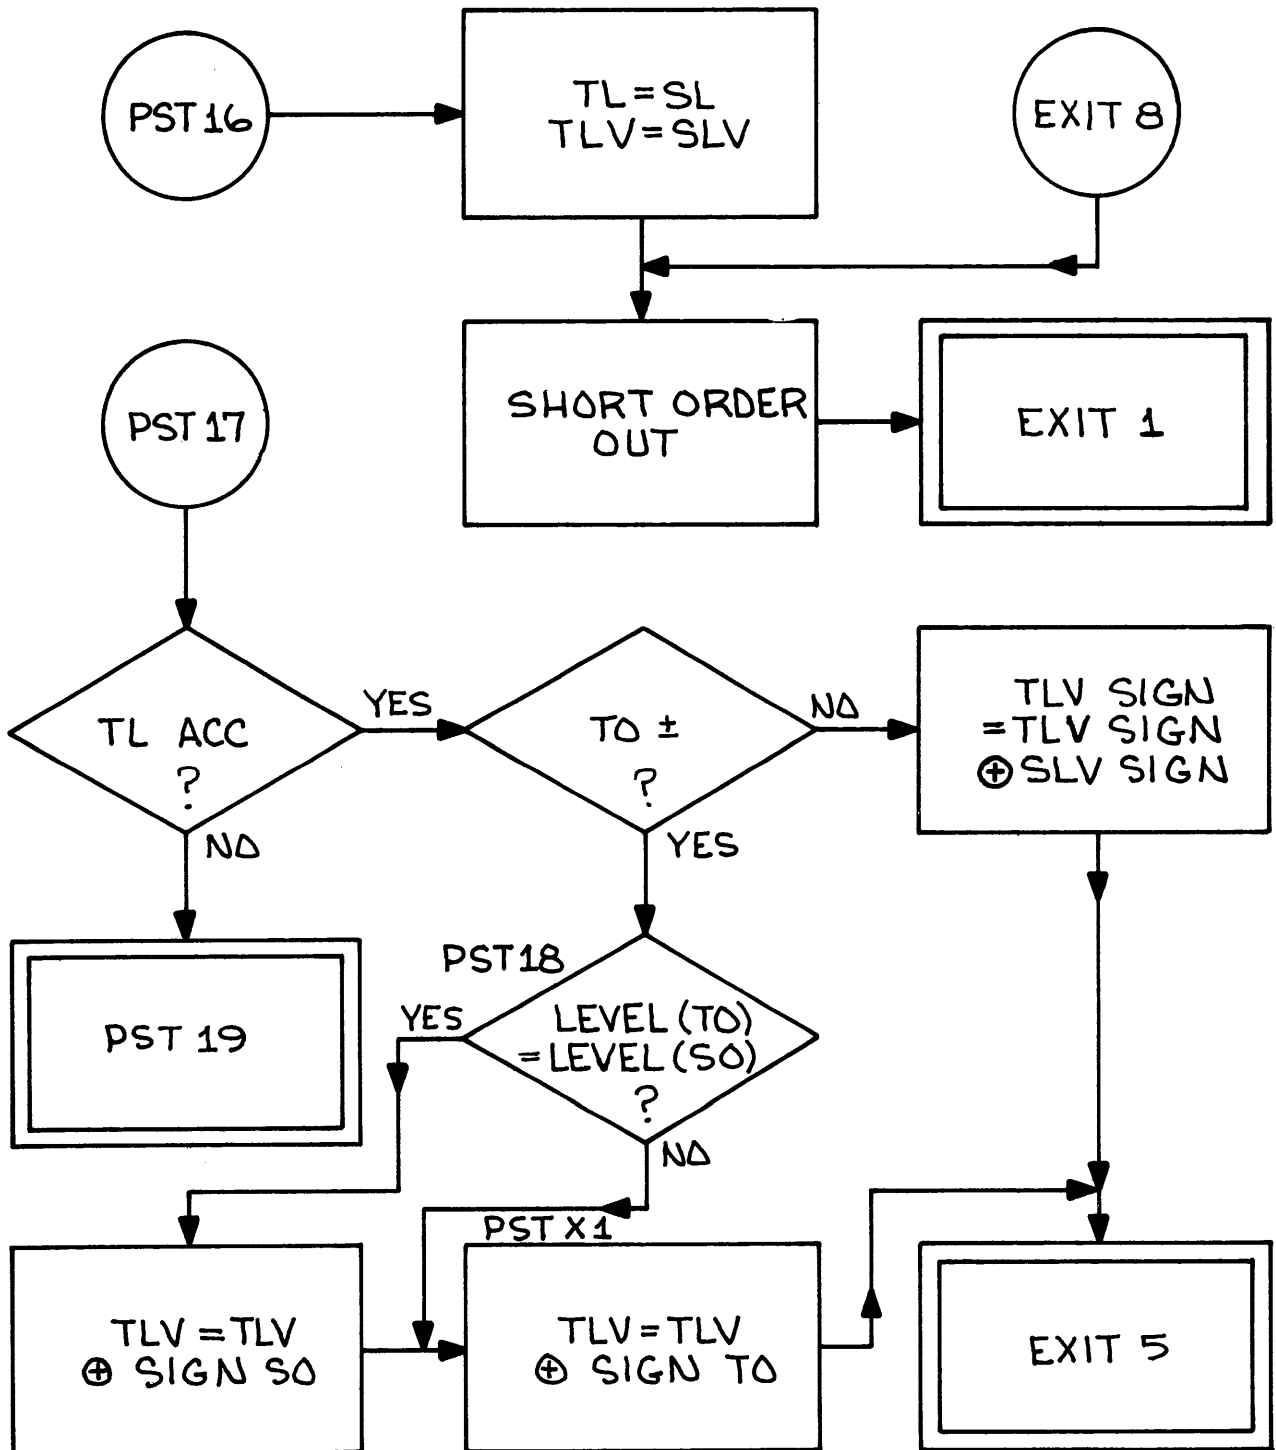 PST 16
TL = SL
TLV = SLV
EXIT 8
PST 17
SHORT ORDER
OUT
EXIT 1
TL ACC
?
YES
NO
TO ±
?
NO
YES
TLV SIGN
= TLV SIGN
⊕ SLV SIGN
PST 19
PST 18
YES
LEVEL (TO)
= LEVEL (SO)
?
NO
PST X1
TLV = TLV
⊕ SIGN SO
TLV = TLV
⊕ SIGN TO
EXIT 5